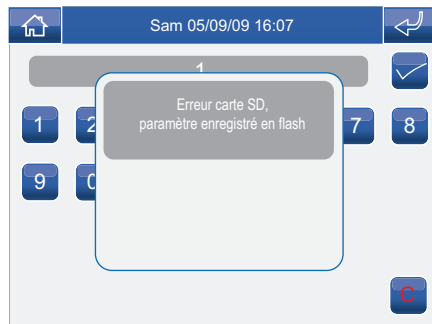 Sam 05/09/09 16:07
1
Erreur carte SD,
paramètre enregistré en flash
1 2 7 8
9 0
C